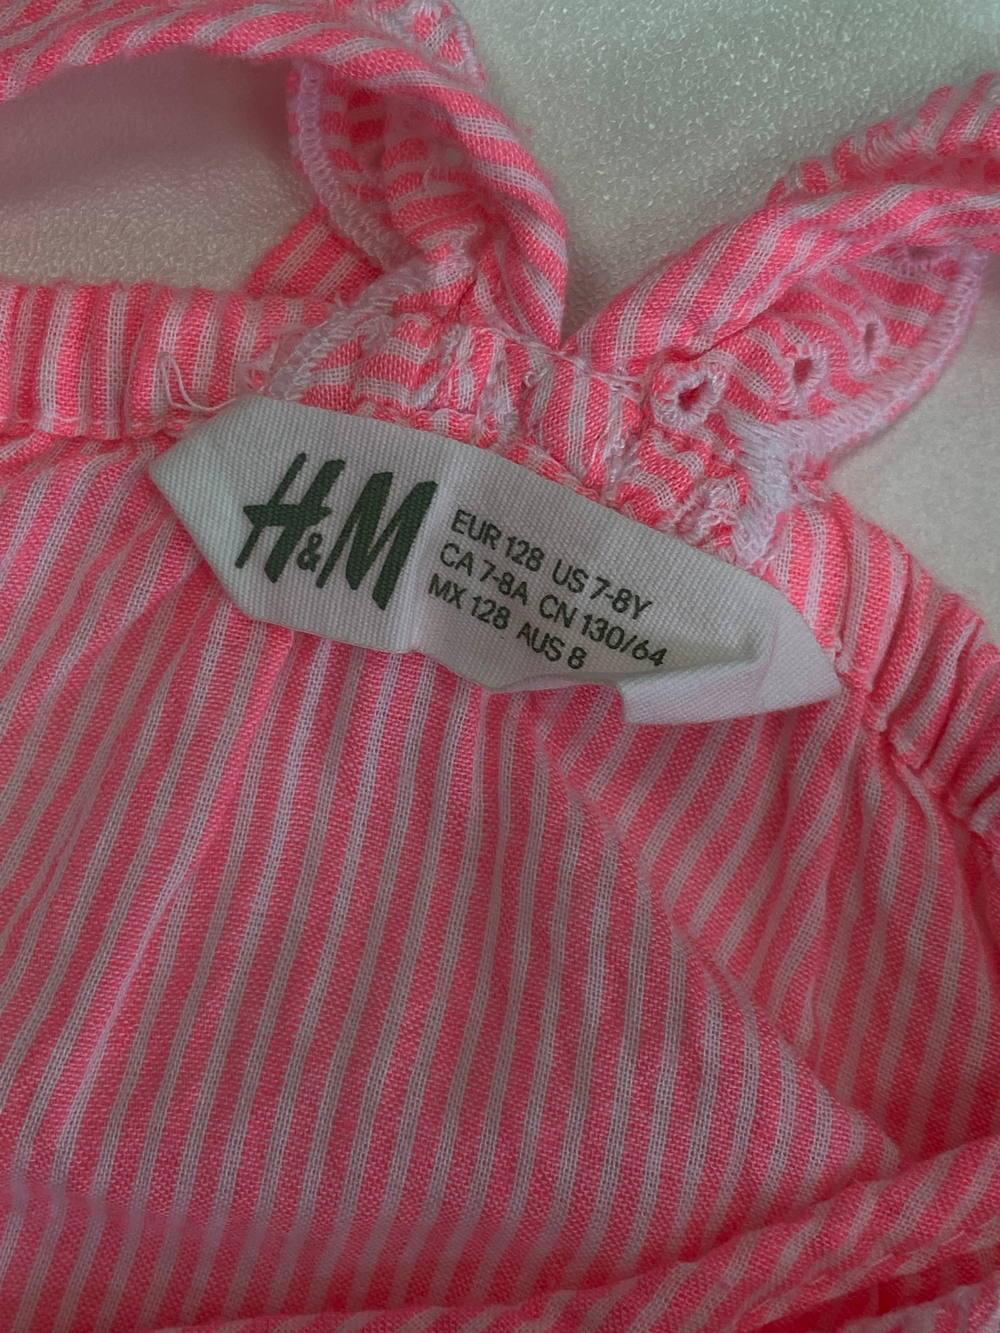 H&M
EUR 128 US 7-8Y
CA 7-8A CN 130/64
MX 128 AUS 8